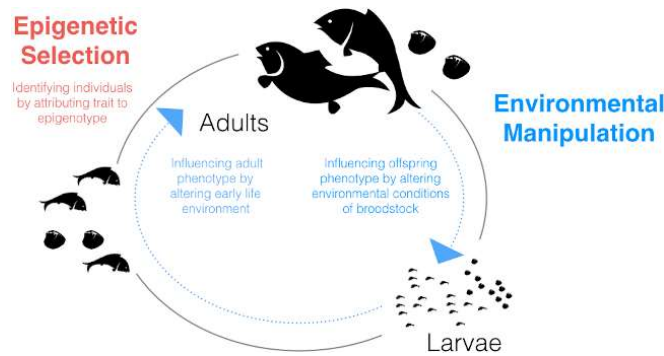 Epigenetic
Selection
Identifying individuals
by attributing trait to
epigenotype
Adults
Environmental
Manipulation
Influencing adult
phenotype by
altering early life
environment
Influencing offspring
phenotype by altering
environmental conditions
of broodstock
Larvae